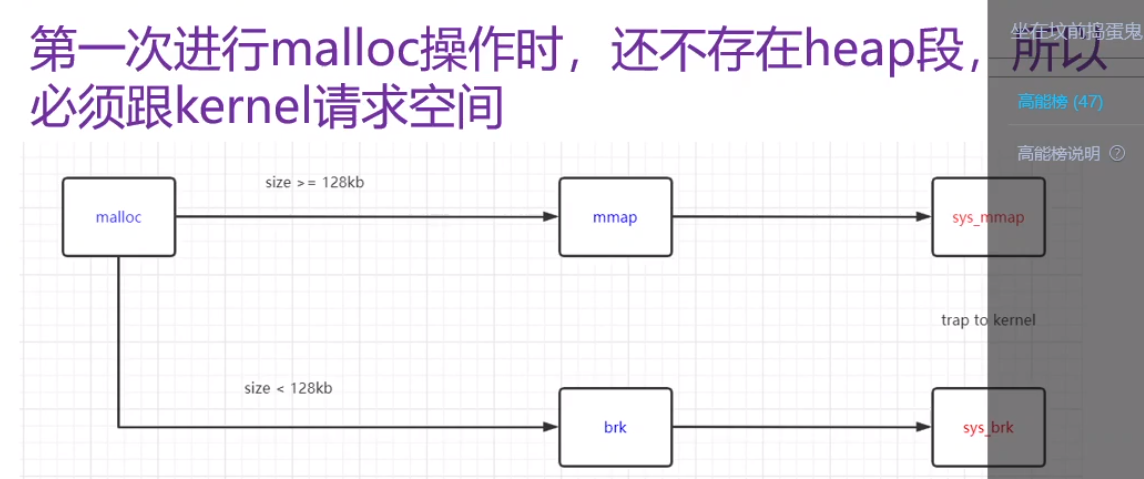 第一次进行malloc操作时，还不存在heap段，所以
必须跟kernel请求空间
坐在坟前捣蛋鬼
高能榜 (47)
高能榜说明 ?
size >= 128kb
malloc
mmap
sys_mmap
trap to kernel
size < 128kb
brk
sys_brk